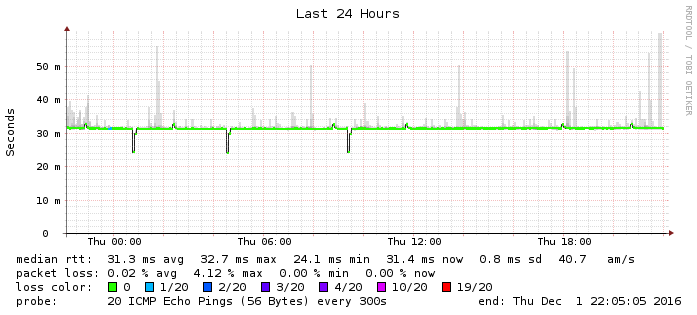 Last 24 Hours
RRDTOOL / TOBI OETIKER
Seconds
50 m
40 m
30 m
20 m
10 m
0
Thu 00:00 Thu 06:00 Thu 12:00 Thu 18:00
median rtt: 31.3 ms avg 32.7 ms max 24.1 ms min 31.4 ms now 0.8 ms sd 40.7 am/s
packet loss: 0.02 % avg 4.12 % max 0.00 % min 0.00 % now
loss color: 0 1/20 2/20 3/20 4/20 10/20 19/20
probe: 20 ICMP Echo Pings (56 Bytes) every 300s end: Thu Dec 1 22:05:05 2016